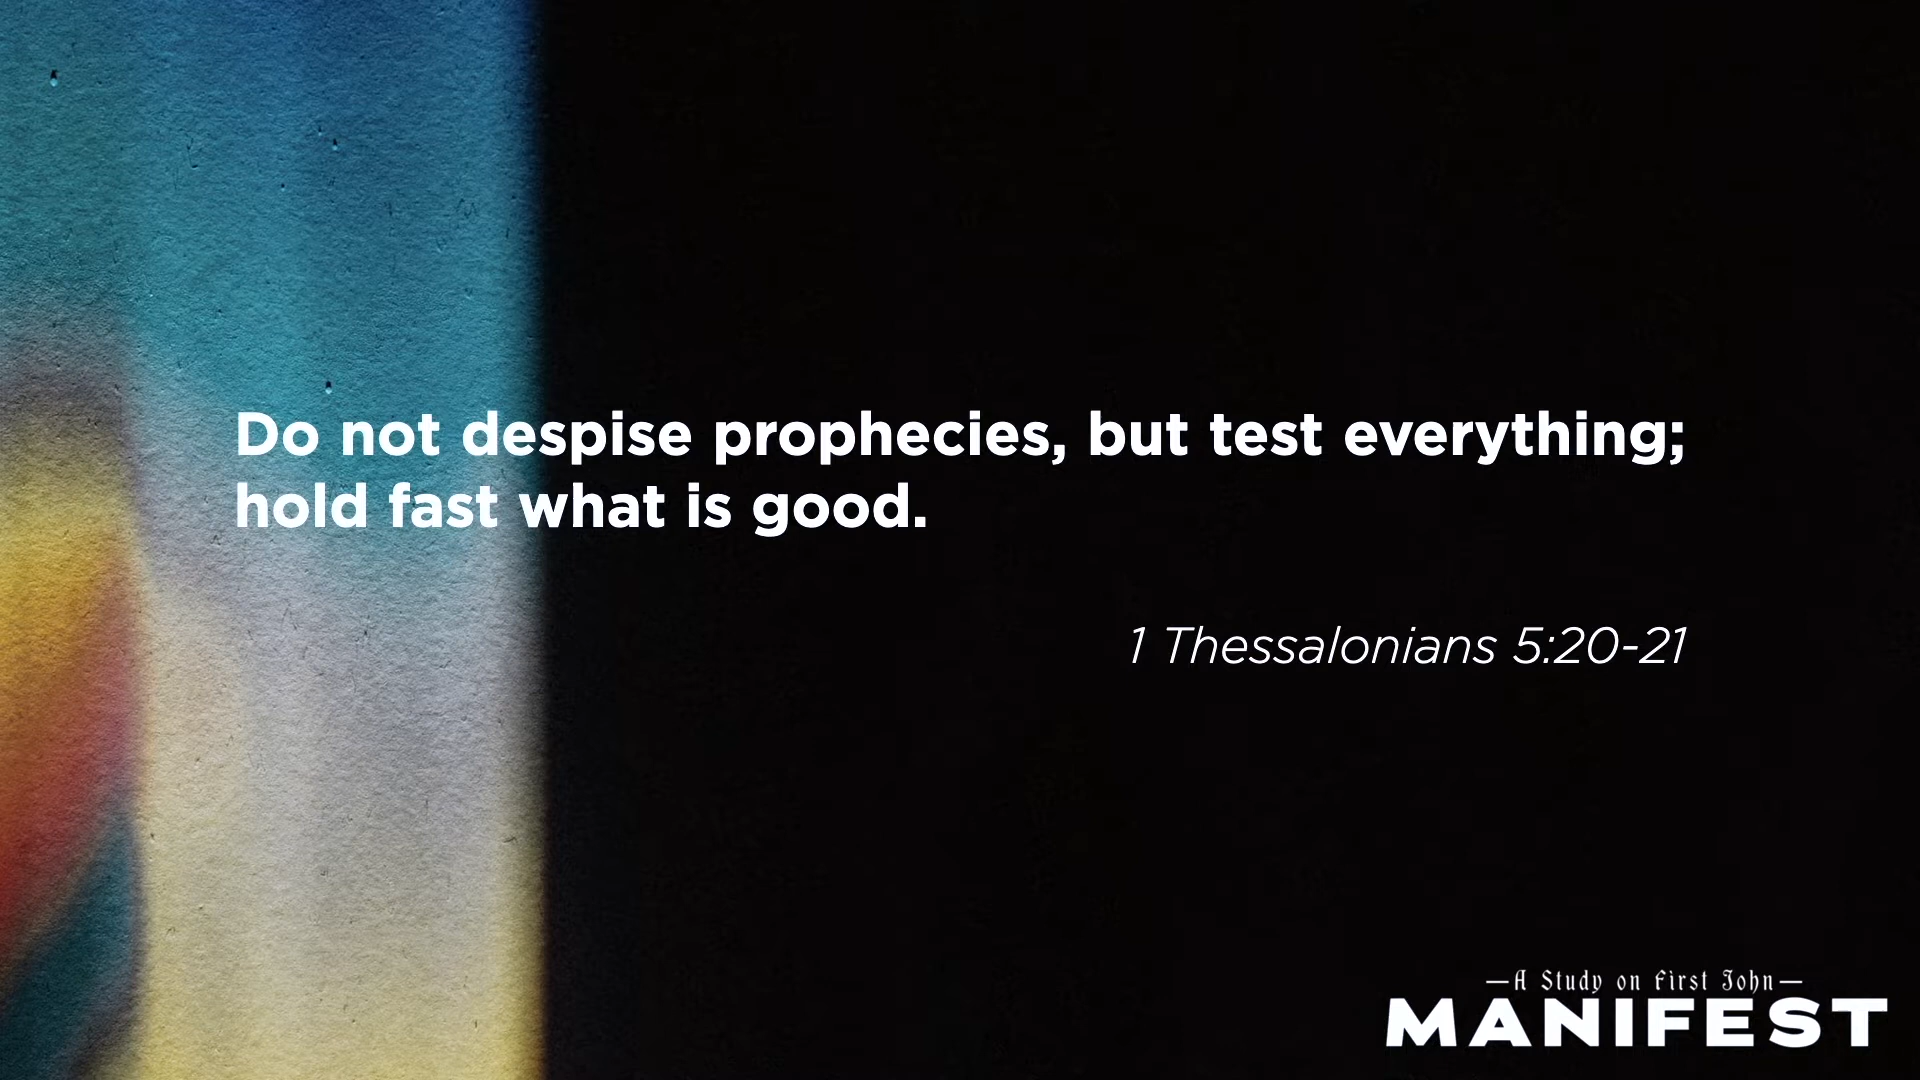 Do not despise prophecies, but test everything;
hold fast what is good.
1 Thessalonians 5:20-21
—A Study on First John—
MANIFEST